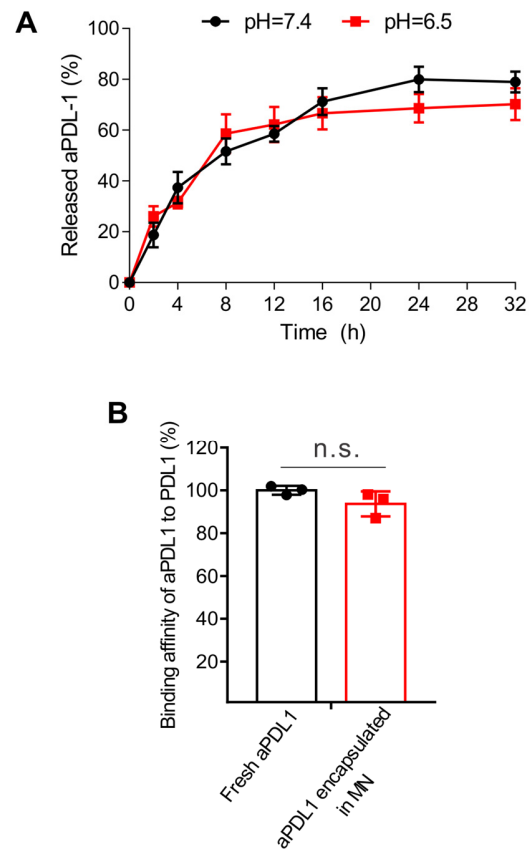 A
pH=7.4
pH=6.5
Released aPDL-1 (%)
100
80
60
40
20
0
0 4 8 12 16 20 24 28 32
Time (h)
B
Binding affinity of aPDL1 to PDL1 (%)
120
100
80
60
40
20
n.s.
Fresh aPDL1
aPDL1 encapsulated
in MN